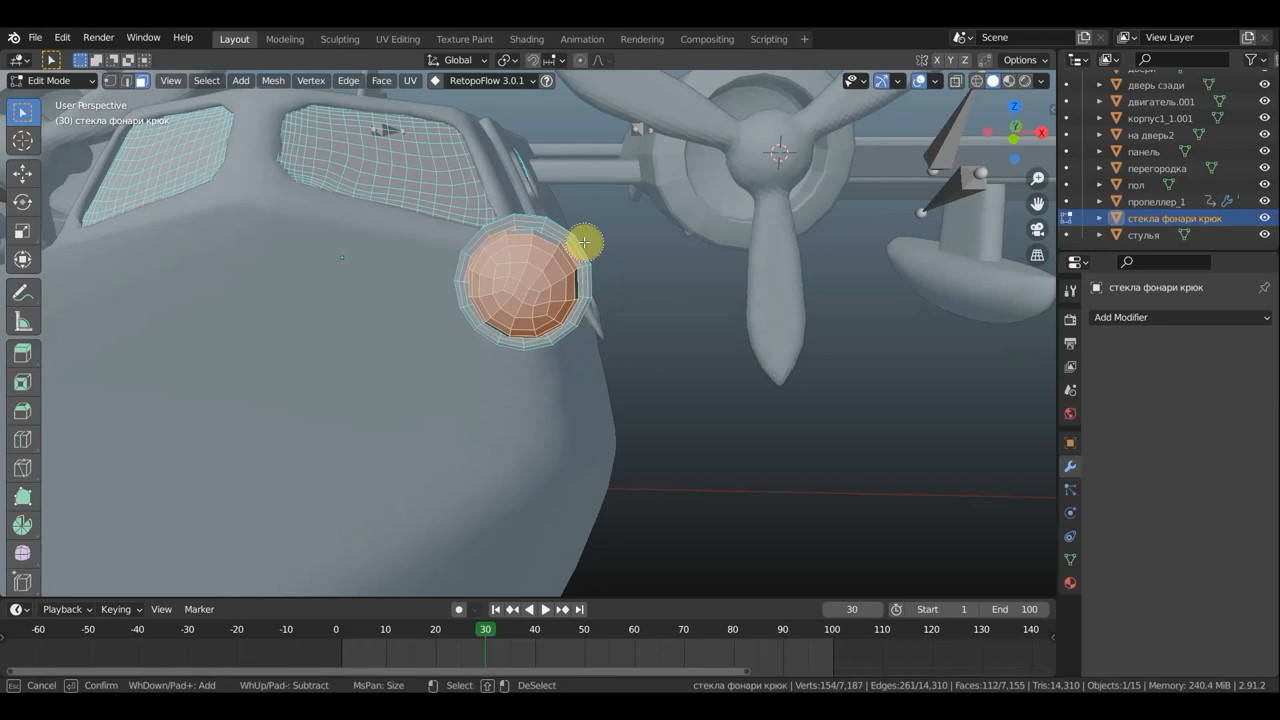 File Edit Render Window Help Layout Modeling Sculpting UV Editing Texture Paint Shading Animation Rendering Compositing Scripting + Scene View Layer
Global X Y Z Options
Edit Mode View Select Add Mesh Vertex Edge Face UV RetopoFlow 3.0.1
User Perspective
(30) стекла фонари крюк
Z
Y
X
дверь сзади
двигатель.001
корпус1_1.001
на дверь2
панель
перегородка
пол
пропеллер_1
стекла фонари крюк
стулья
стекла фонари крюк
Add Modifier
Playback Keying View Marker 30 Start 1 End 100
-60 -50 -40 -30 -20 -10 0 10 20 30 40 50 60 70 80 90 100 110 120 130 140
Esc Cancel Confirm WhDown/Pad+: Add WhUp/Pad-: Subtract MsPan: Size Select DeSelect стекла фонари крюк | Verts:154/7,187 | Edges:261/14,310 | Faces:112/7,155 | Tris:14,310 | Objects:1/15 | Memory: 240.4 MiB | 2.91.2